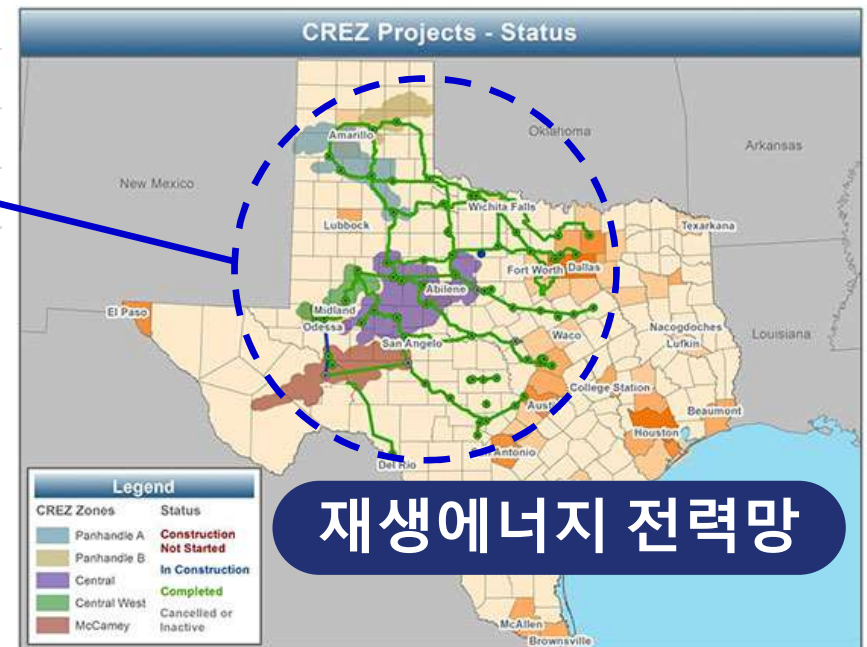 CREZ Projects - Status
Amarillo
Oklahoma
Arkansas
New Mexico
Wichita Falls
Lubbock
Texarkana
Fort Worth
Dallas
Abilene
El Paso
Midland
Odessa
Nacogdoches
Waco
Louisiana
San Angelo
Lufkin
College Station
Austin
Beaumont
Houston
San Antonio
Del Rio
재생에너지 전력망
Legend
CREZ Zones
Status
Panhandle A
Construction
Not Started
Panhandle B
In Construction
Central
Completed
Central West
Cancelled or
Inactive
McCamey
McAllen
Brownsville